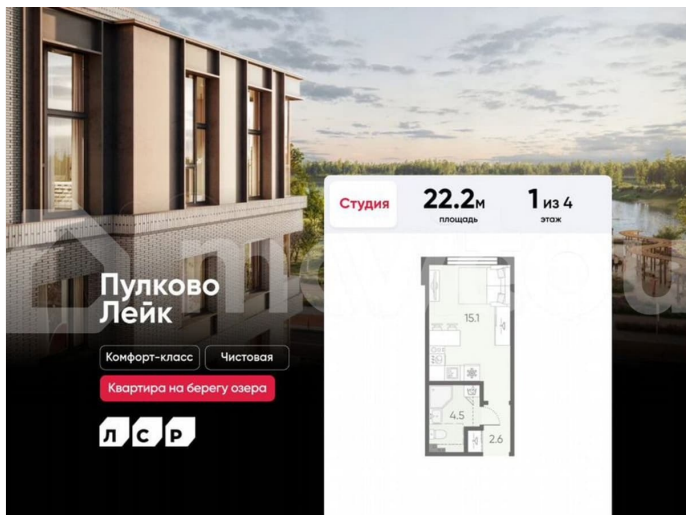 Студия
22.2м
площадь
1 из 4
этаж
15.1
4.5
2.6
Пулково
Лейк
Комфорт-класс
Чистовая
Квартира на берегу озера
ЛСР